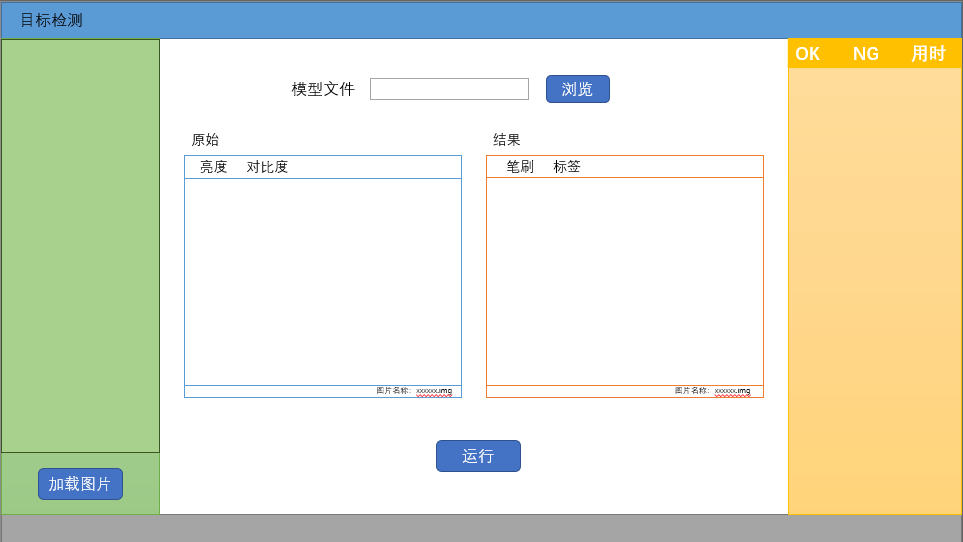 目标检测
OK NG 用时
模型文件 浏览
原始 结果
亮度 对比度 笔刷 标签
图片名称: xxxxxx.img 图片名称: xxxxxx.img
运行
加载图片